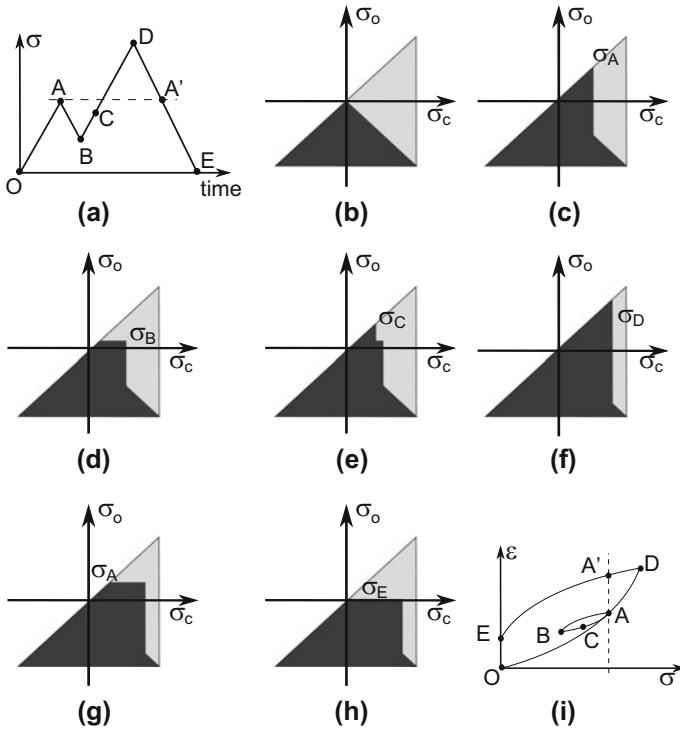 σ
D
A
A'
C
B
O
E
time
(a)
σo
σc
(b)
σo
σA
σc
(c)
σo
σB
σc
(d)
σo
σC
σc
(e)
σo
σD
σc
(f)
σo
σA
σc
(g)
σo
σE
σc
(h)
ε
A'
D
A
E
B
C
O
σ
(i)